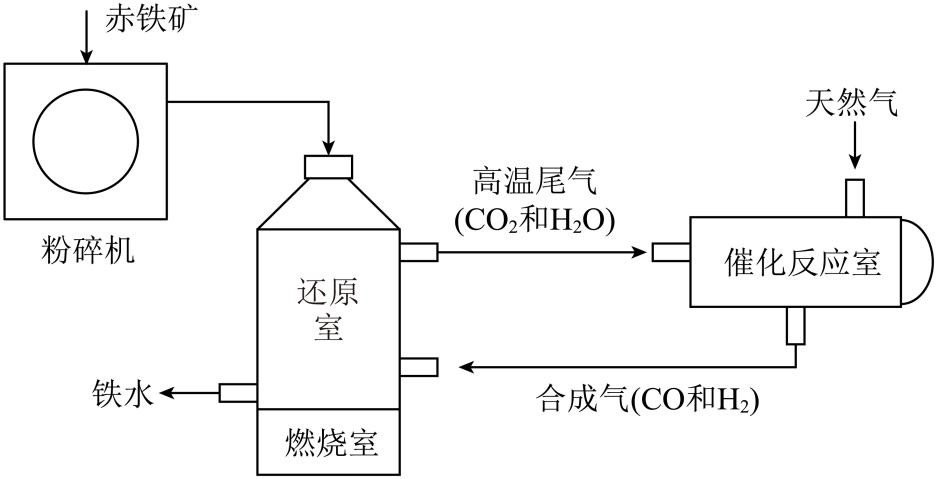 赤铁矿
粉碎机
天然气
高温尾气
(CO₂和H₂O)
催化反应室
还原
室
合成气(CO和H₂)
铁水
燃烧室